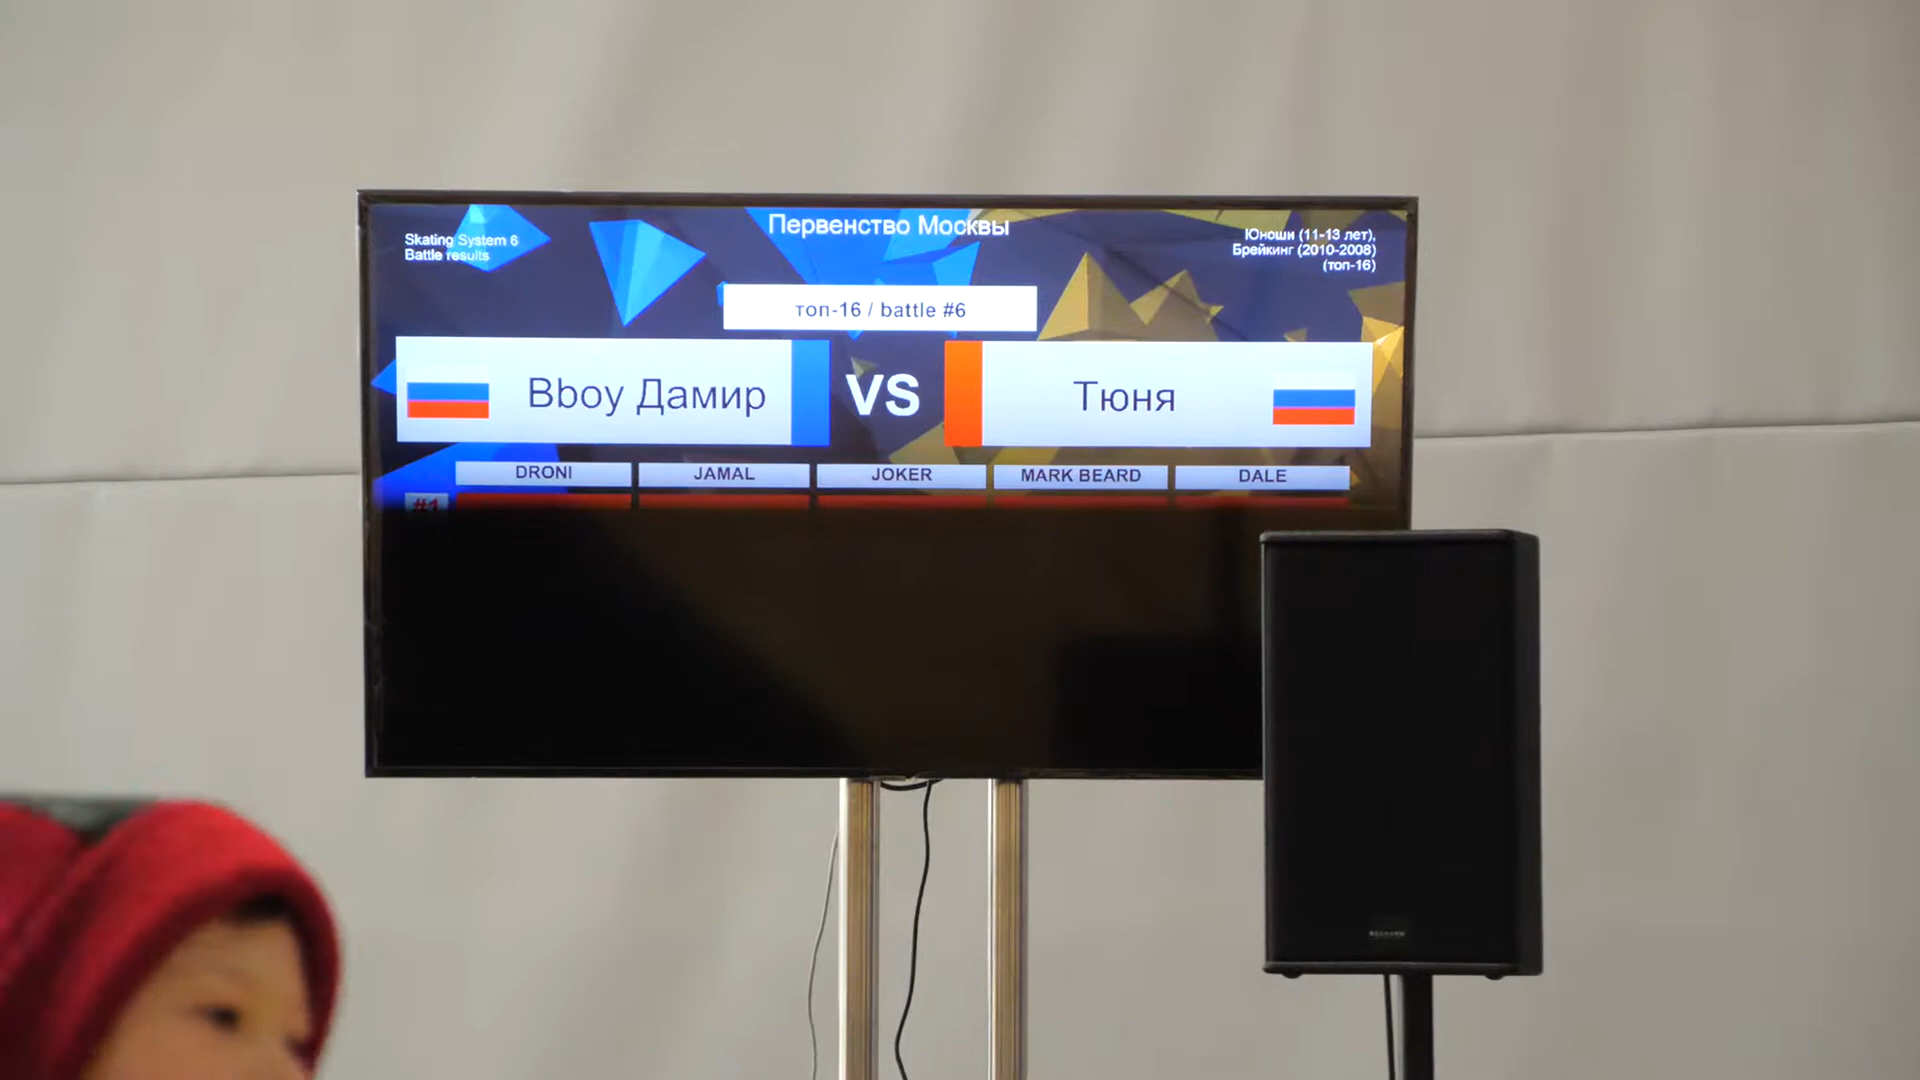 Первенство Москвы
Skating System 6
Battle results
Юноши (11-13 лет),
Брейкинг (2010-2008)
(топ-16)
топ-16 / battle #6
Bboy Дамир
VS
Тюня
DRONI
JAMAL
JOKER
MARK BEARD
DALE
#1